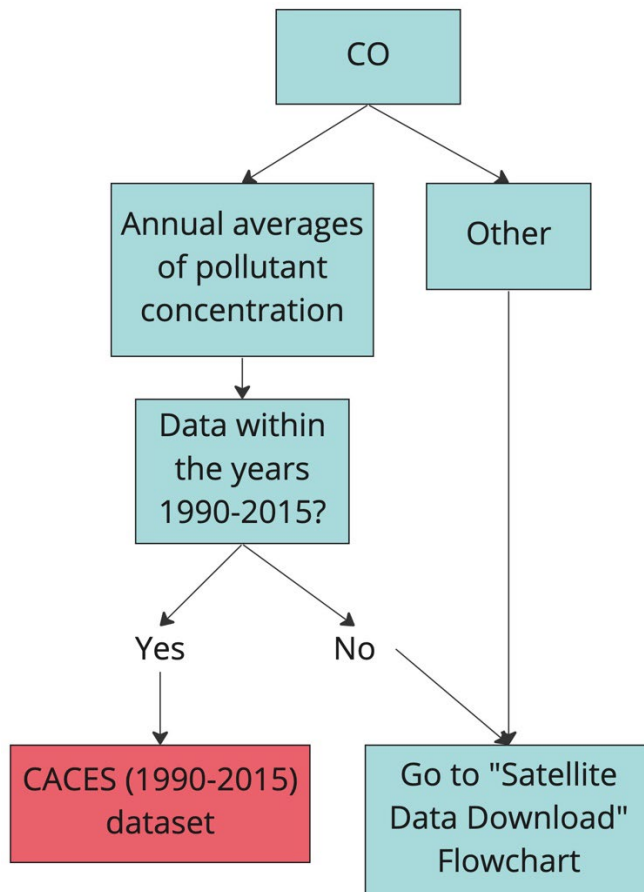 CO
Annual averages
of pollutant
concentration
Other
Data within
the years
1990-2015?
Yes
No
CACES (1990-2015)
dataset
Go to "Satellite
Data Download"
Flowchart